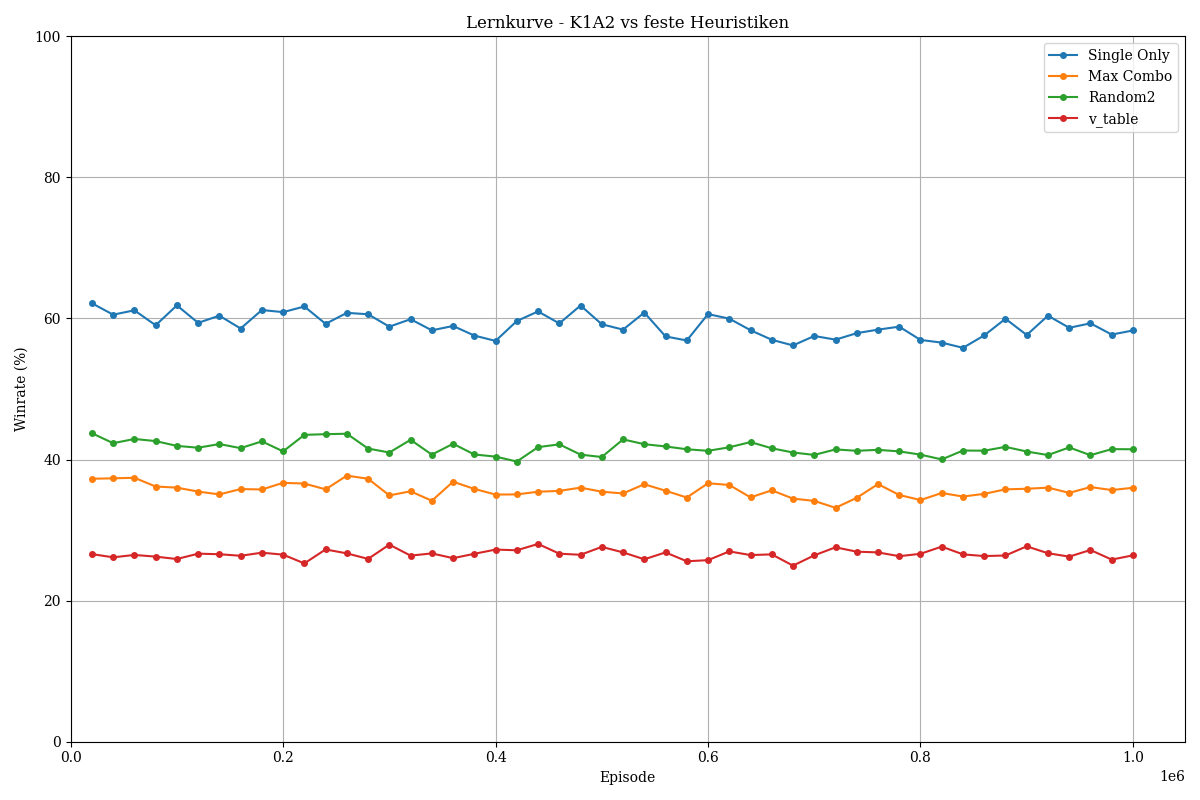 Lernkurve - K1A2 vs feste Heuristiken
100
80
60
40
20
0
Winrate (%)
Single Only
Max Combo
Random2
v_table
0.0
0.2
0.4
0.6
0.8
1.0
1e6
Episode